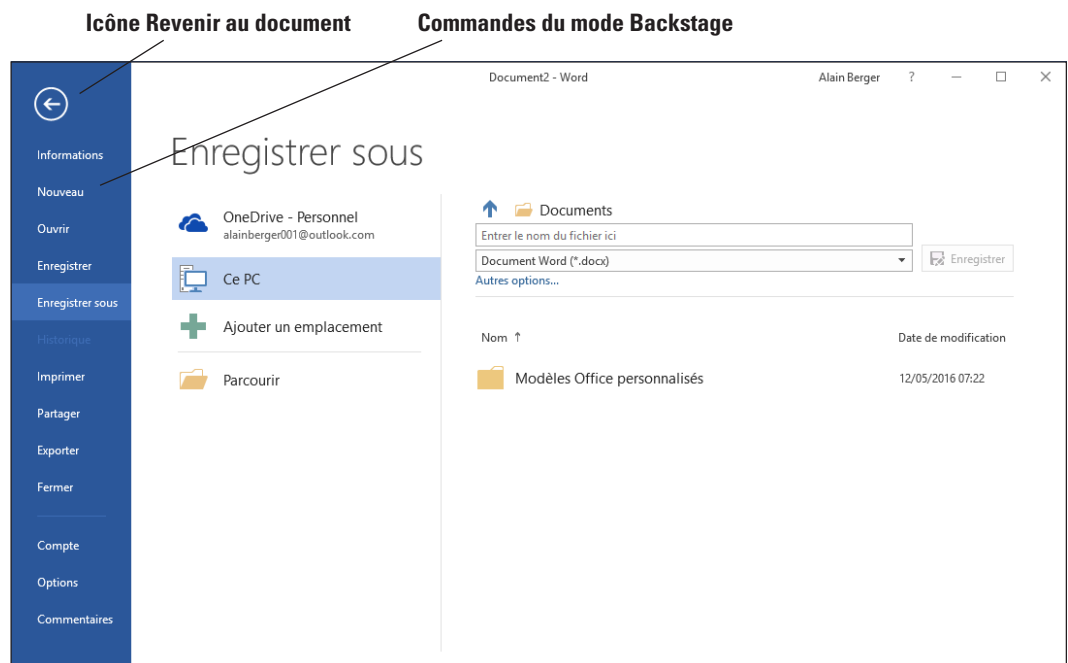 Icône Revenir au document
Commandes du mode Backstage
Document2 - Word
Alain Berger
?
Informations
Nouveau
Ouvrir
Enregistrer
Enregistrer sous
Historique
Imprimer
Partager
Exporter
Fermer
Compte
Options
Commentaires
Enregistrer sous
OneDrive - Personnel
alainberger001@outlook.com
Ce PC
Ajouter un emplacement
Parcourir
Documents
Entrer le nom du fichier ici
Document Word (*.docx)
Enregistrer
Autres options...
Nom ↑
Date de modification
Modèles Office personnalisés
12/05/2016 07:22